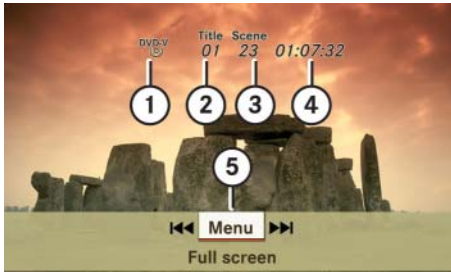 Title Scene
DVD-V 01 23 01:07:32
1 2 3 4
5
Menu
Full screen